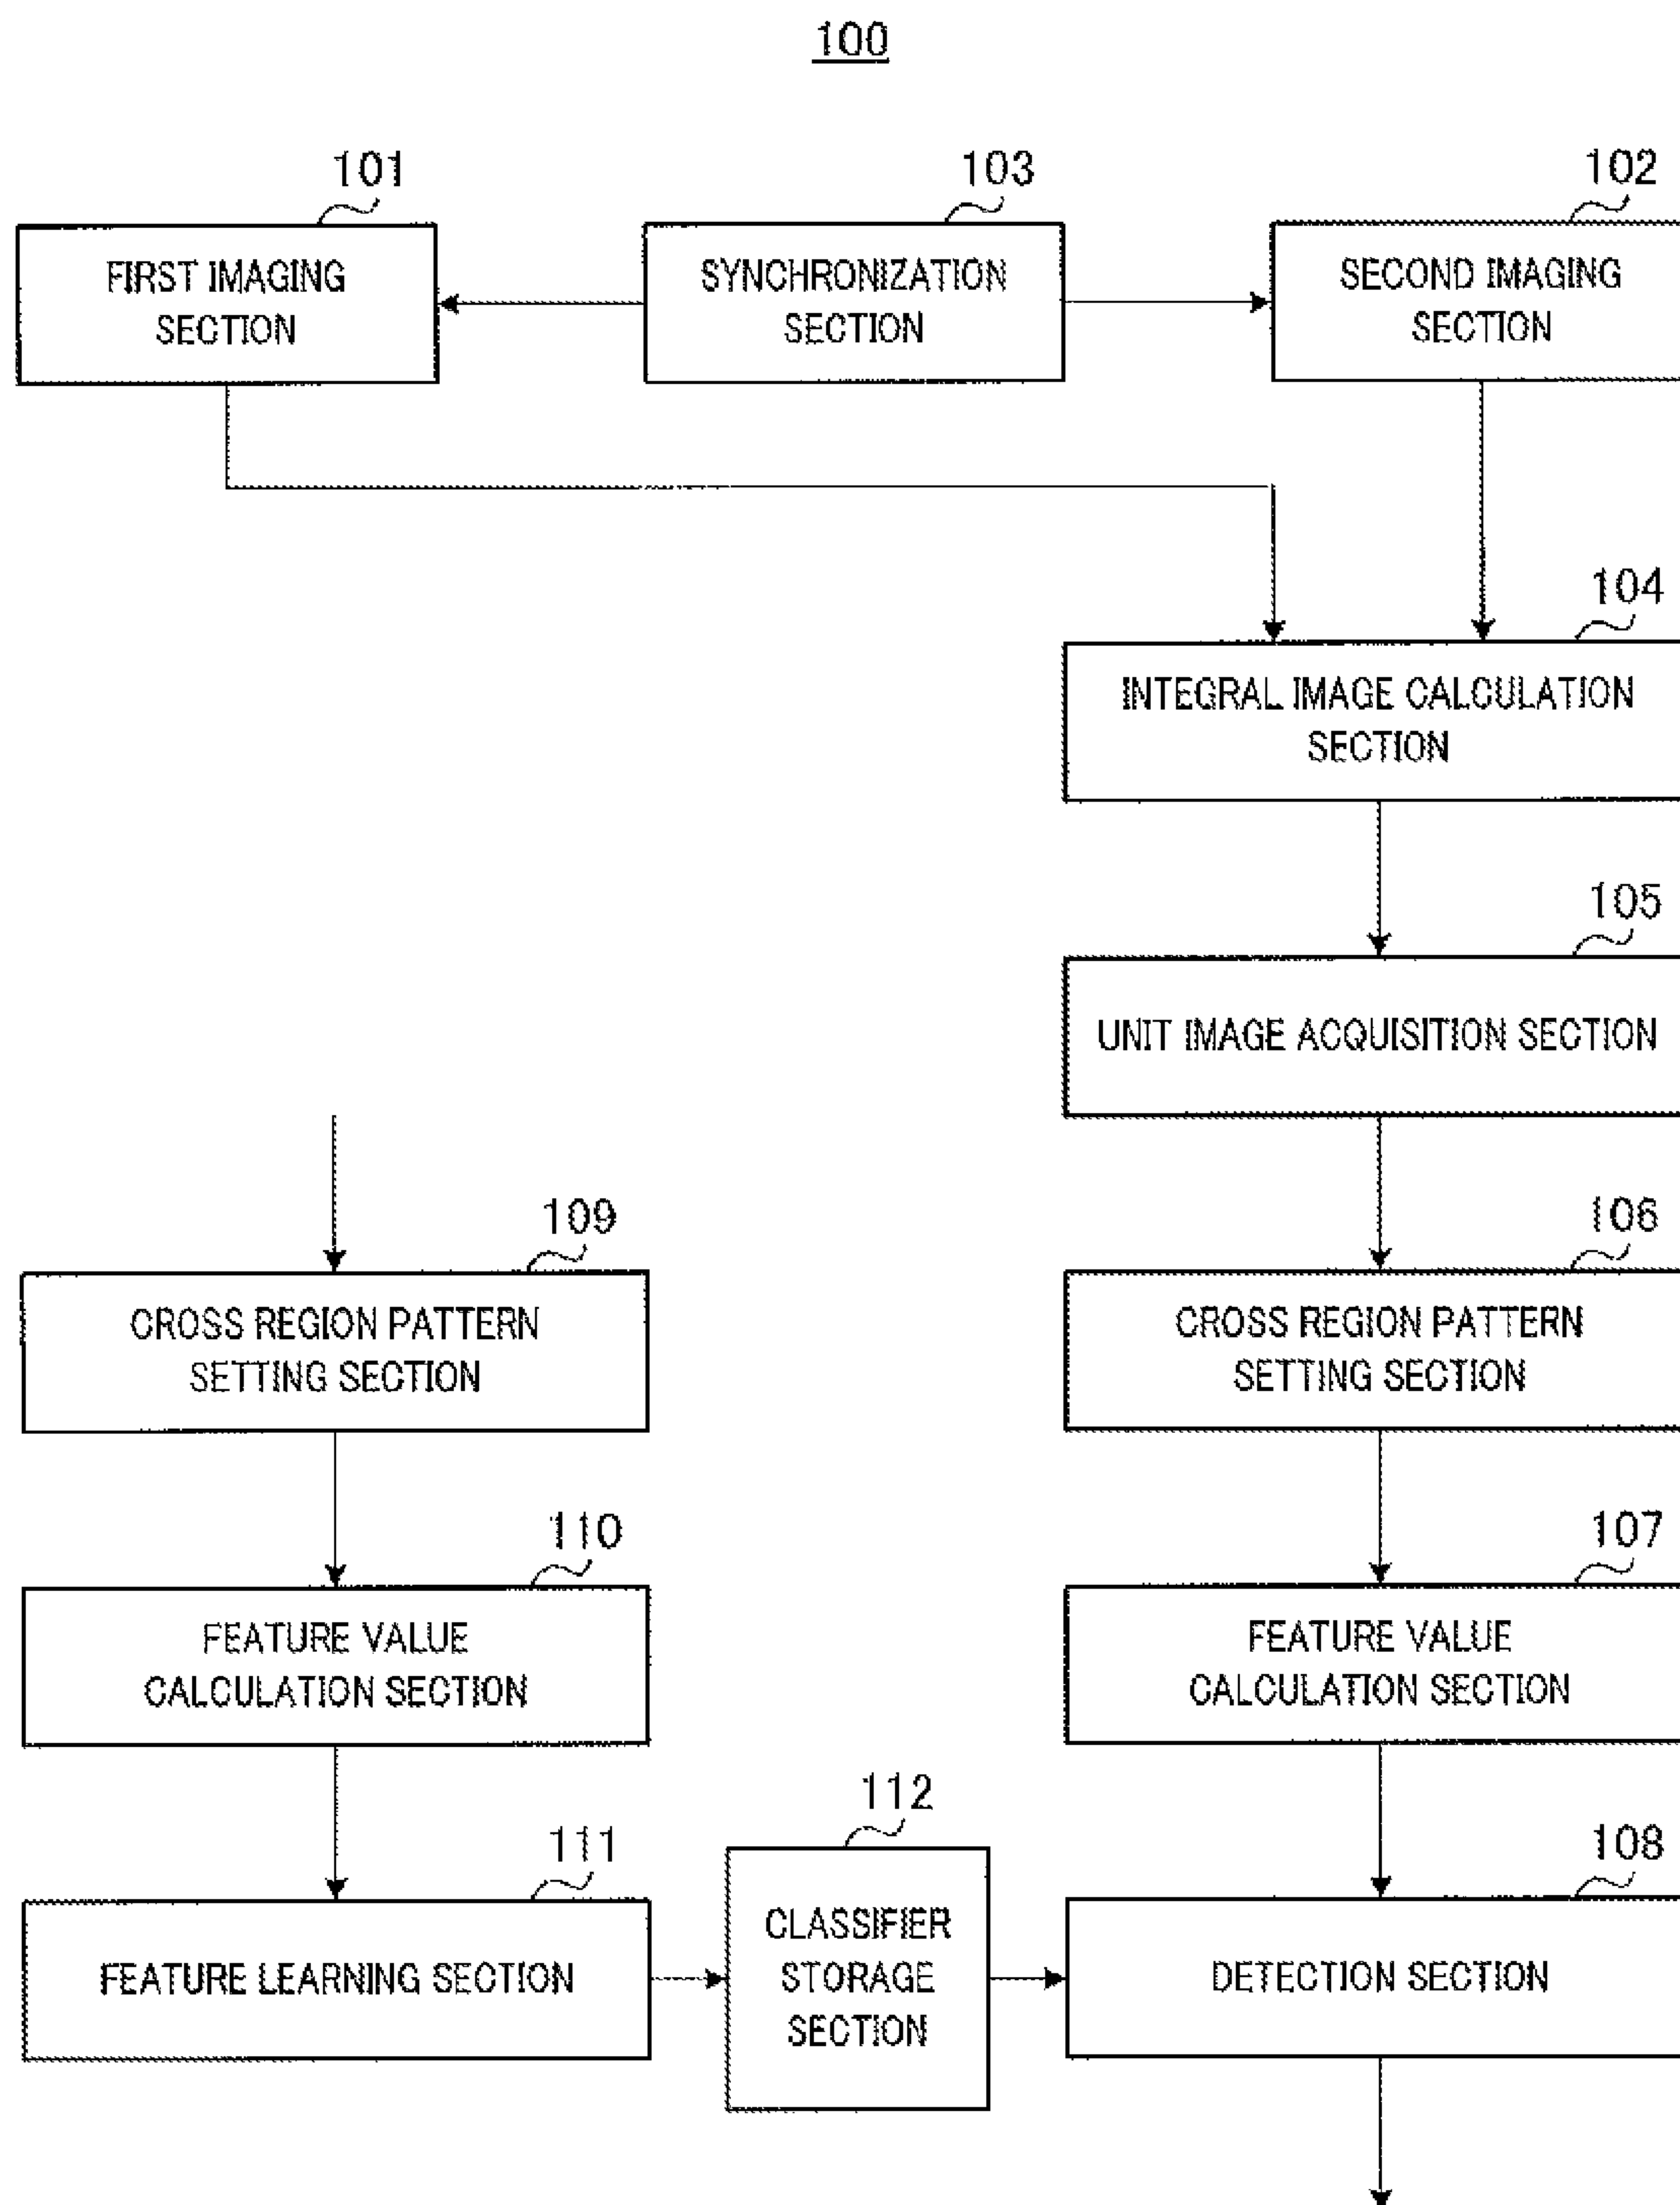 100
101
103
102
FIRST IMAGING
SECTION
SYNCHRONIZATION
SECTION
SECOND IMAGING
SECTION
104
INTEGRAL IMAGE CALCULATION
SECTION
105
UNIT IMAGE ACQUISITION SECTION
109
106
CROSS REGION PATTERN
SETTING SECTION
CROSS REGION PATTERN
SETTING SECTION
110
107
FEATURE VALUE
CALCULATION SECTION
FEATURE VALUE
CALCULATION SECTION
111
112
108
FEATURE LEARNING SECTION
CLASSIFIER
STORAGE
SECTION
DETECTION SECTION